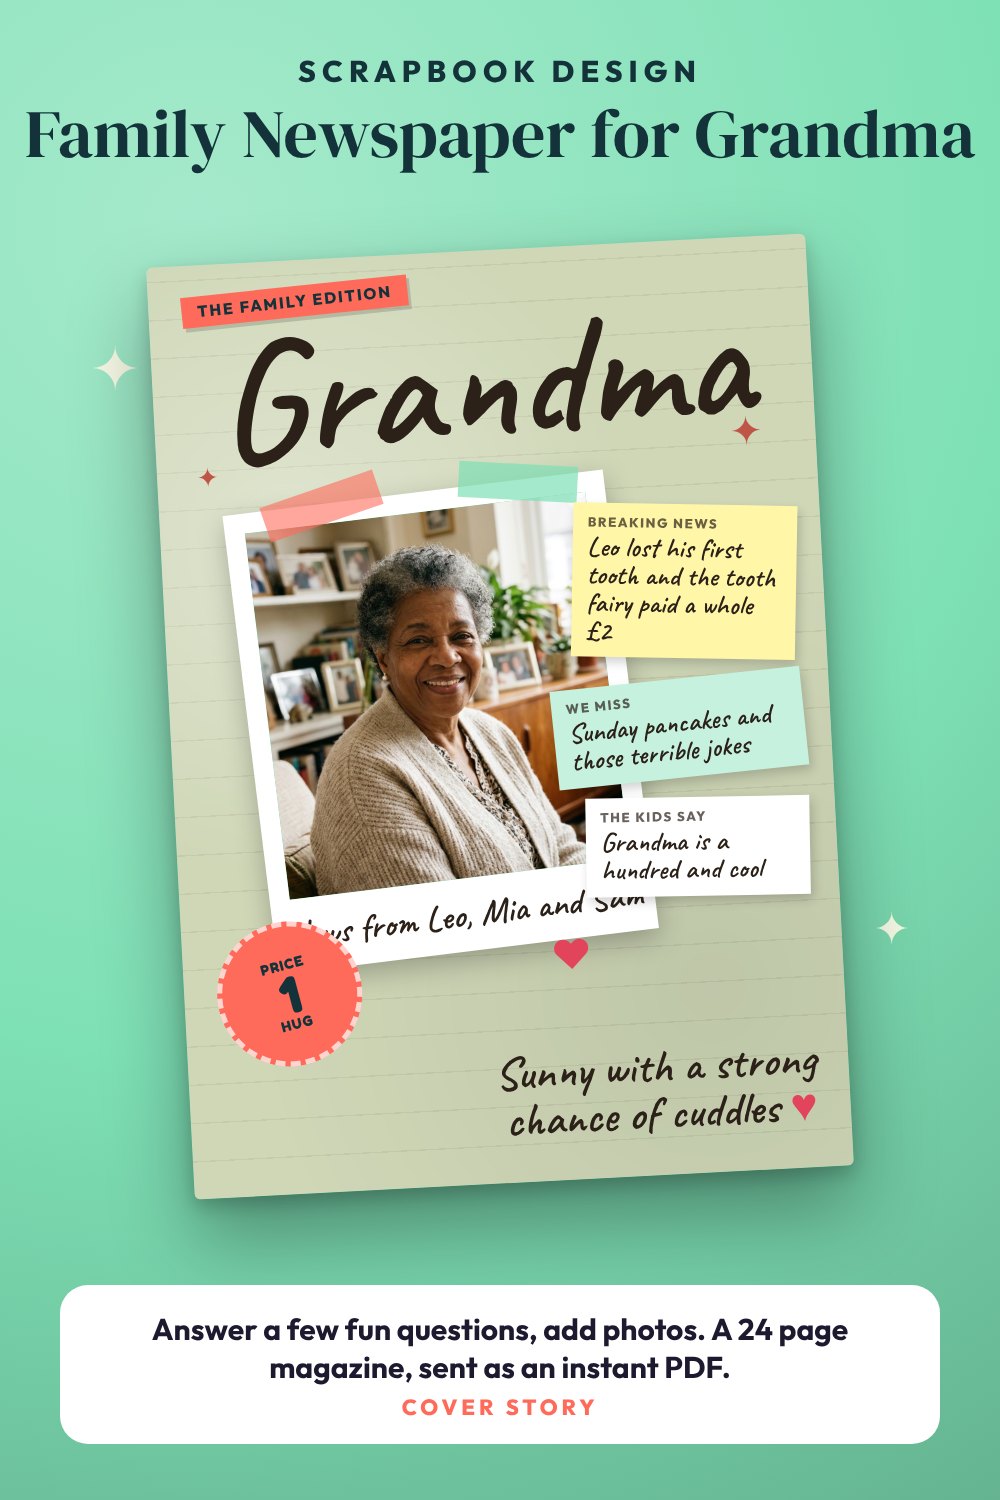 SCRAPBOOK DESIGN
Family Newspaper for Grandma
THE FAMILY EDITION
Grandma
BREAKING NEWS
Leo lost his first
tooth and the tooth
fairy paid a whole
£2
WE MISS
Sunday pancakes and
those terrible jokes
THE KIDS SAY
Grandma is a
hundred and cool
from Leo, Mia and Sam
PRICE
1
HUG
Sunny with a strong
chance of cuddles
Answer a few fun questions, add photos. A 24 page
magazine, sent as an instant PDF.
COVER STORY